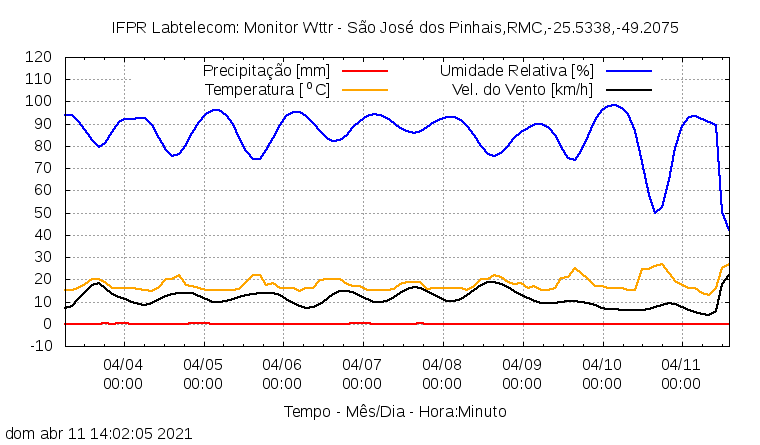 IFPR Labtelecom: Monitor Wttr - São José dos Pinhais,RMC,-25.5338,-49.2075
120
110
100
90
80
70
60
50
40
30
20
10
0
-10
Precipitação [mm]
Temperatura [ ⁰C]
Umidade Relativa [%]
Vel. do Vento [km/h]
04/04 04/05 04/06 04/07 04/08 04/09 04/10 04/11
00:00 00:00 00:00 00:00 00:00 00:00 00:00 00:00
Tempo - Mês/Dia - Hora:Minuto
dom abr 11 14:02:05 2021